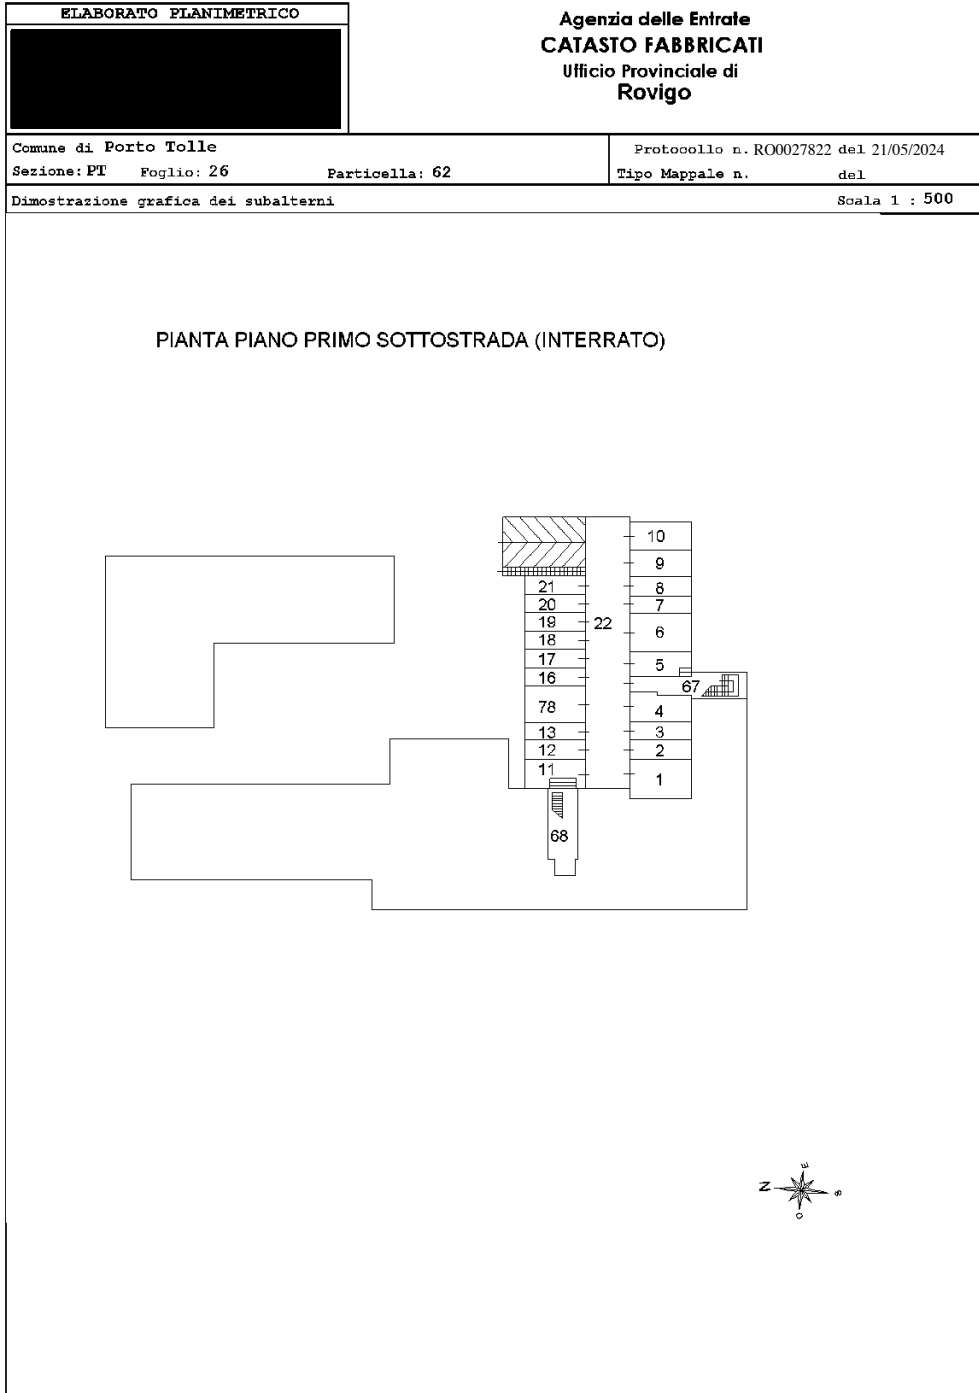 ELABORATO PLANIMETRICO
Agenzia delle Entrate
CATASTO FABBRICATI
Ufficio Provinciale di
Rovigo
Comune di Porto Tolle
Protocollo n. RO0027822 del 21/05/2024
Sezione: PT Foglio: 26 Particella: 62
Tipo Mappale n. del
Dimostrazione grafica dei subalterni
Scala 1 : 500
PIANTA PIANO PRIMO SOTTOSTRADA (INTERRATO)
10
9
21
8
20
7
19
22
6
18
17
5
16
67
78
4
13
3
12
2
11
1
68
E
N
S
O